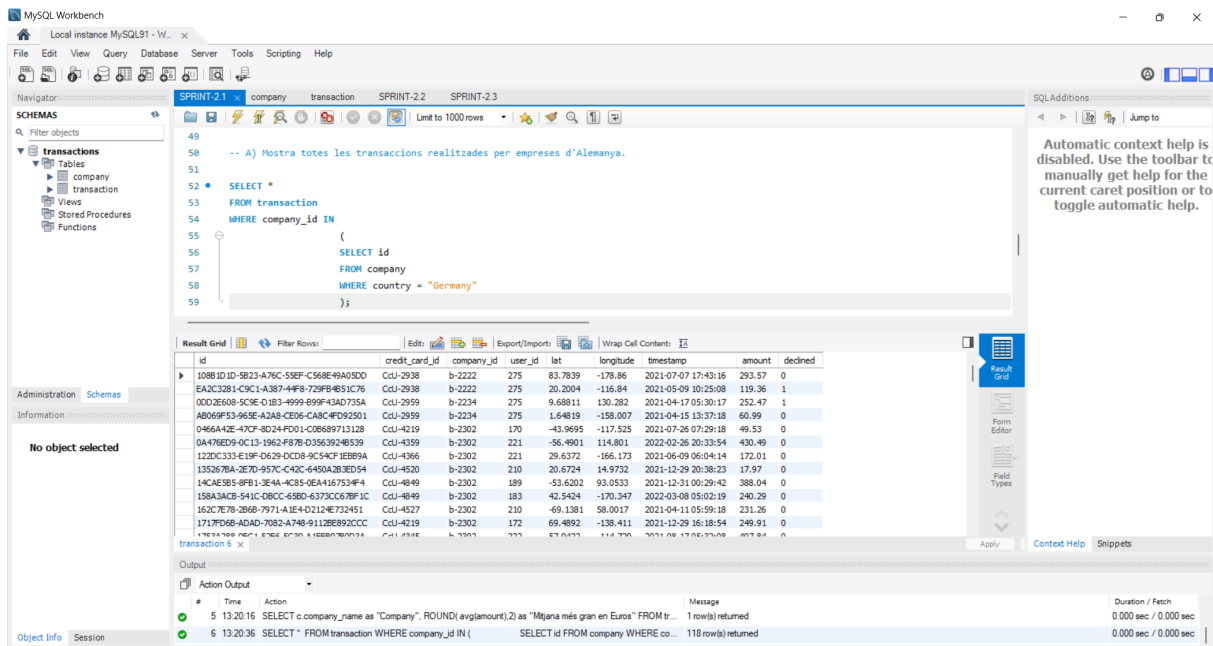 MySQL Workbench
Local instance MySQL91 - W... ×
File Edit View Query Database Server Tools Scripting Help
Navigator
SCHEMAS
Filter objects
transactions
Tables
company
transaction
Views
Stored Procedures
Functions
Administration Schemas
Information
No object selected
Object Info Session
SPRINT-2.1 × company transaction SPRINT-2.2 SPRINT-2.3
Limit to 1000 rows
49
50 -- A) Mostra totes les transaccions realitzades per empreses d'Alemanya.
51
52 SELECT *
53 FROM transaction
54 WHERE company_id IN
55 (
56 SELECT id
57 FROM company
58 WHERE country = "Germany"
59 );
Result Grid Filter Rows: Edit: Export/Import: Wrap Cell Content:
id credit_card_id company_id user_id lat longitude timestamp amount declined
108B1D1D-5B23-A76C-55EF-C568E49A05DD CcU-2938 b-2222 275 83.7839 -178.86 2021-07-07 17:43:16 293.57 0
EA2C3281-C9C1-A387-44F8-729FB4B51C76 CcU-2938 b-2222 275 20.2004 -116.84 2021-05-09 10:25:08 119.36 1
0DD2E608-5C9E-D1B3-4999-B99F43AD735A CcU-2959 b-2234 275 9.68811 130.282 2021-04-17 05:30:17 252.47 1
AB069F53-965E-A2A8-CE06-CA8C4FD92501 CcU-2959 b-2234 275 1.64819 -158.007 2021-04-15 13:37:18 60.99 0
0466A42E-47CF-8D24-FD01-C0B689713128 CcU-4219 b-2302 170 -43.9695 -117.525 2021-07-26 07:29:18 49.53 0
0A476ED9-0C13-1962-F87B-D3563924B539 CcU-4359 b-2302 221 -56.4901 114.801 2022-02-26 20:33:54 430.49 0
122DC333-E19F-D629-DCD8-9C54CF1EBB9A CcU-4366 b-2302 221 29.6372 -166.173 2021-06-09 06:04:14 172.01 0
135267BA-2E7D-957C-C42C-6450A2B3ED54 CcU-4520 b-2302 210 20.6724 14.9732 2021-12-29 20:38:23 17.97 0
14CAE5B5-8FB1-3E4A-4C85-0EA4167534F4 CcU-4849 b-2302 189 -53.6202 93.0533 2021-12-31 00:29:42 388.04 0
158A3ACB-541C-DBCC-65BD-6373CC67BF1C CcU-4849 b-2302 183 42.5424 -170.347 2022-03-08 05:02:19 240.29 0
162C7E78-2B6B-7971-A1E4-D2124E732451 CcU-4527 b-2302 210 -69.1381 58.0017 2021-04-11 05:59:18 231.26 0
1717FD6B-ADAD-7082-A748-9112BE892CCC CcU-4219 b-2302 172 69.4892 -138.411 2021-12-29 16:18:54 249.91 0
Result Grid
Form Editor
Field Types
transaction 6 × Apply
Output
Action Output
# Time Action Message Duration / Fetch
5 13:20:16 SELECT c.company_name as "Company", ROUND( avg(amount),2) as "Mitjana més gran en Euros" FROM tr... 1 row(s) returned 0.000 sec / 0.000 sec
6 13:20:36 SELECT * FROM transaction WHERE company_id IN ( SELECT id FROM company WHERE co... 118 row(s) returned 0.000 sec / 0.000 sec
SQLAdditions
Jump to
Automatic context help is
disabled. Use the toolbar to
manually get help for the
current caret position or to
toggle automatic help.
Context Help Snippets